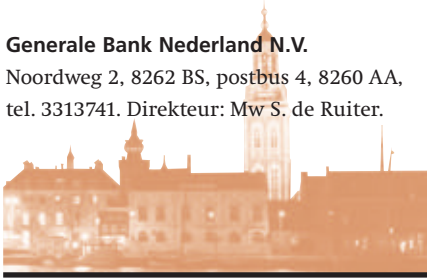 Generale Bank Nederland N.V.
Noordweg 2, 8262 BS, postbus 4, 8260 AA,
tel. 3313741. Direkteur: Mw S. de Ruiter.